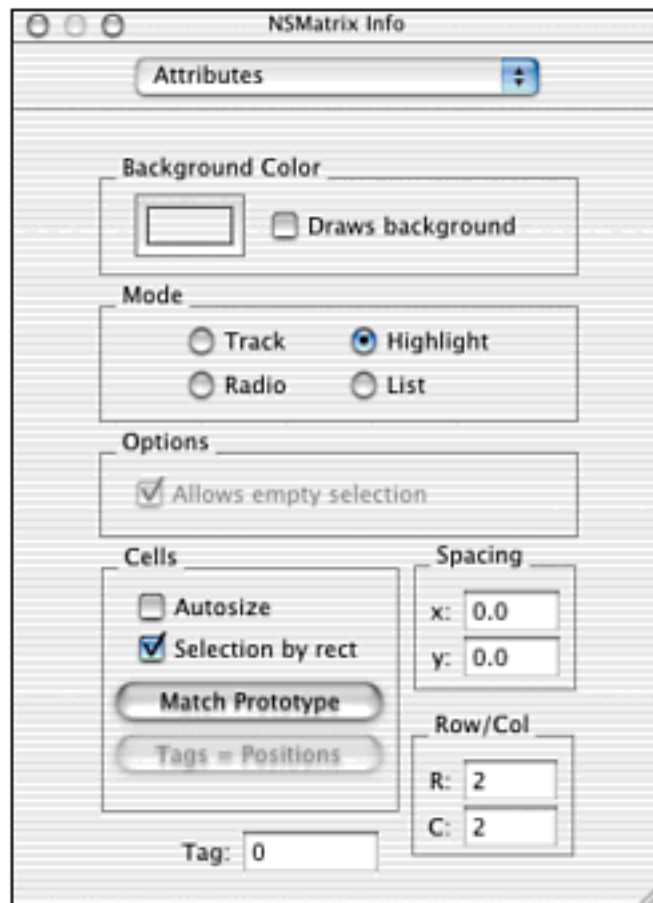 NSMatrix Info
Attributes
Background Color
Draws background
Mode
Track
Highlight
Radio
List
Options
Allows empty selection
Cells
Autosize
Selection by rect
Match Prototype
Tags = Positions
Spacing
x: 0.0
y: 0.0
Row/Col
R: 2
C: 2
Tag: 0